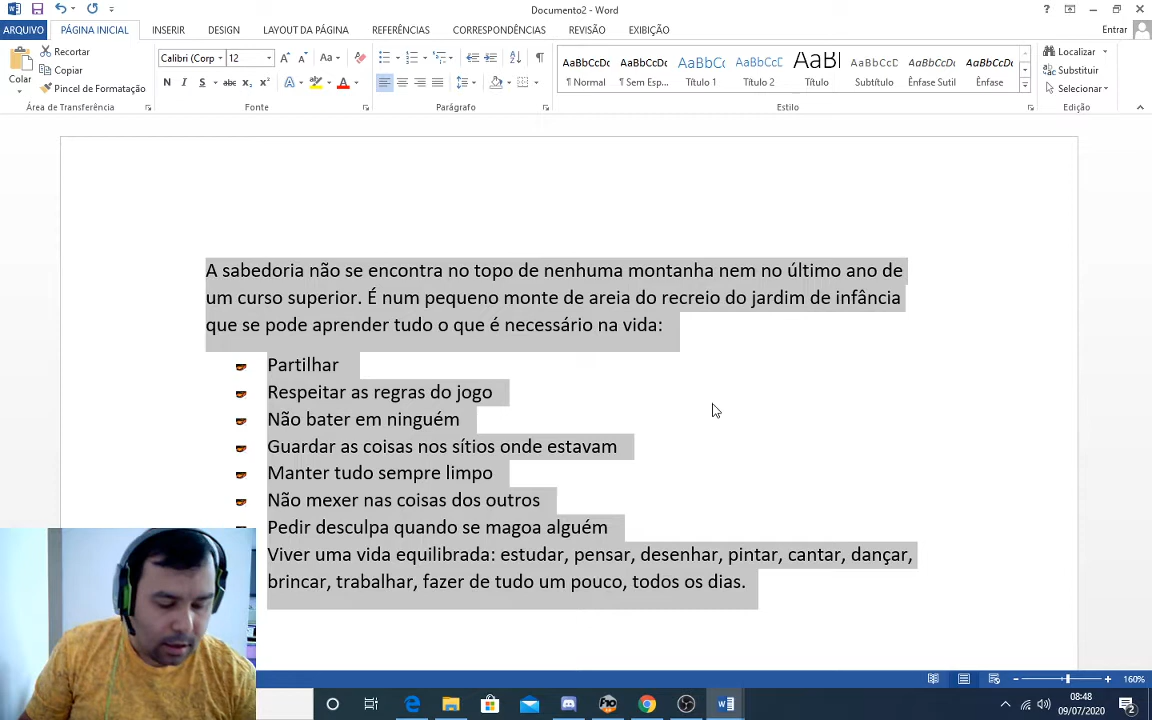 Documento2 - Word
?
ARQUIVO PÁGINA INICIAL INSERIR DESIGN LAYOUT DA PÁGINA REFERÊNCIAS CORRESPONDÊNCIAS REVISÃO EXIBIÇÃO Entrar
Colar
Recortar
Copiar
Pincel de Formatação
Área de Transferência
Calibri (Corp 12
Aa
N I S abc x₂ x² A A
Fonte
Parágrafo
AaBbCcDc AaBbCcDc AaBbCc AaBbCcC AaBl AaBbCcD AaBbCcDc AaBbCcDc
¶ Normal ¶ Sem Esp... Título 1 Título 2 Título Subtítulo Ênfase Sutil Ênfase
Estilo
Localizar
Substituir
Selecionar
Edição
A sabedoria não se encontra no topo de nenhuma montanha nem no último ano de
um curso superior. É num pequeno monte de areia do recreio do jardim de infância
que se pode aprender tudo o que é necessário na vida:
Partilhar
Respeitar as regras do jogo
Não bater em ninguém
Guardar as coisas nos sítios onde estavam
Manter tudo sempre limpo
Não mexer nas coisas dos outros
Pedir desculpa quando se magoa alguém
Viver uma vida equilibrada: estudar, pensar, desenhar, pintar, cantar, dançar,
brincar, trabalhar, fazer de tudo um pouco, todos os dias.
160%
08:48
09/07/2020
2